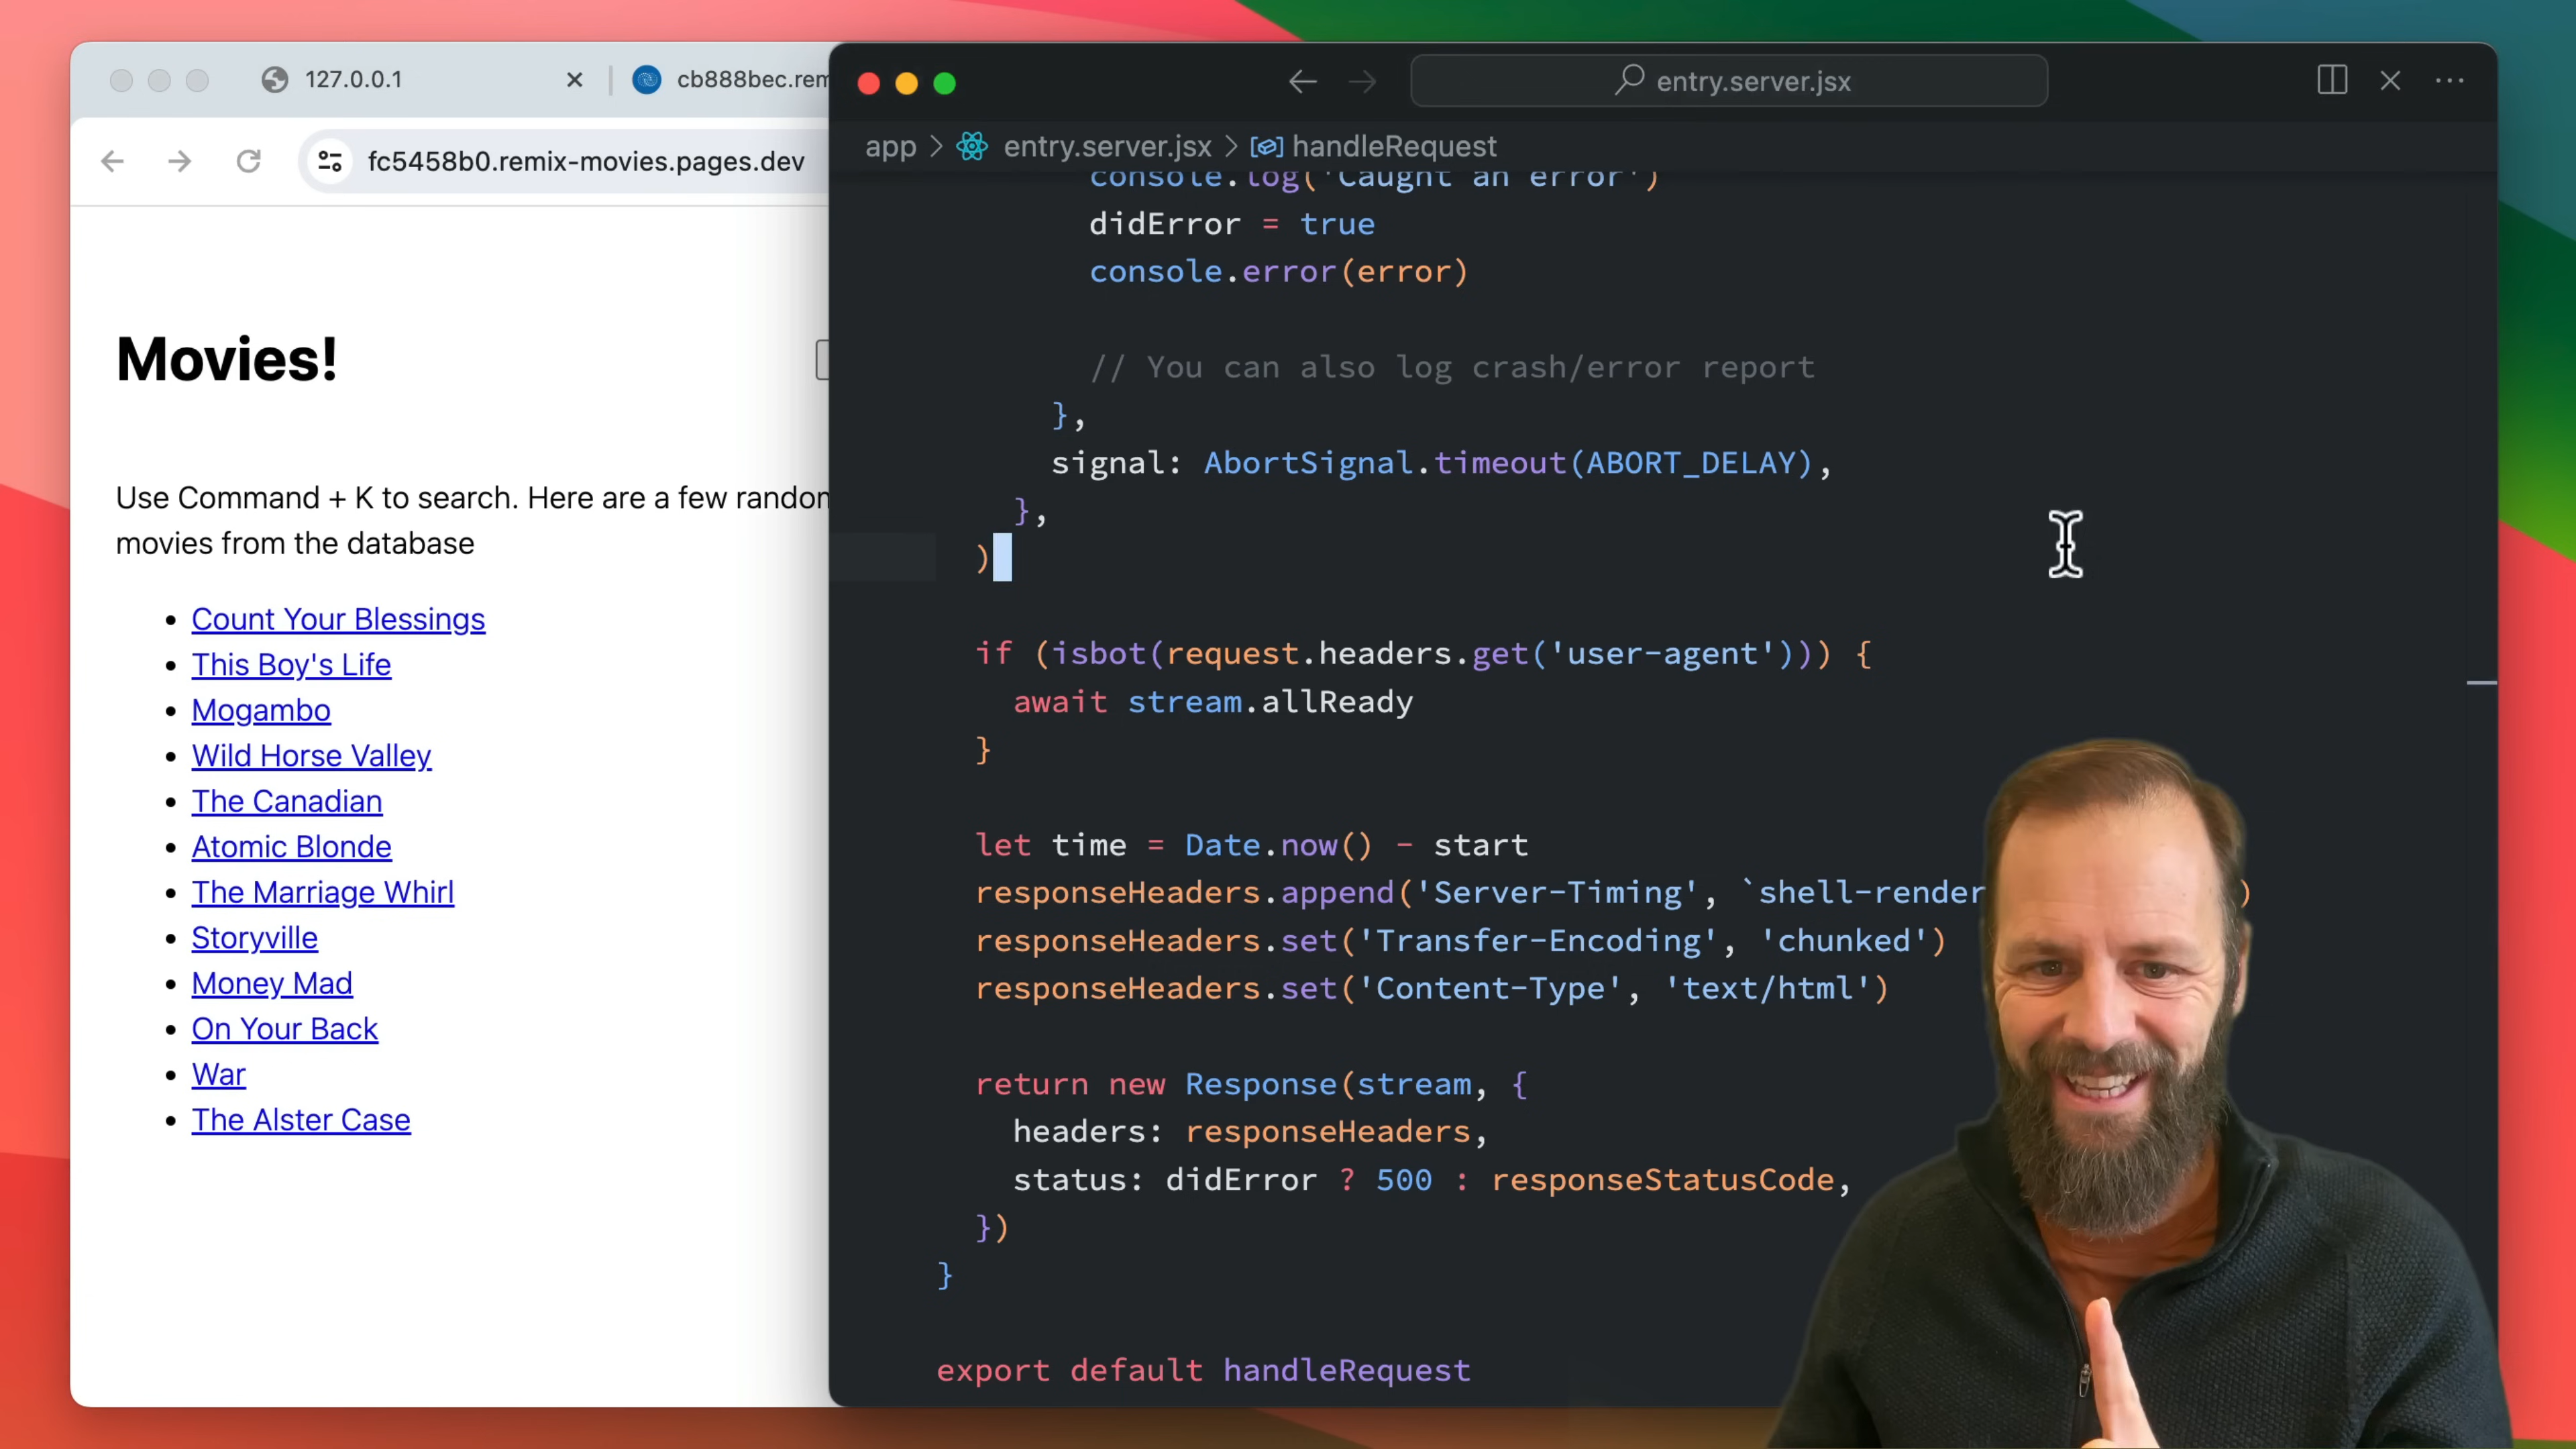 127.0.0.1
cb888bec.rem
fc5458b0.remix-movies.pages.dev
Movies!
Use Command + K to search. Here are a few random
movies from the database
Count Your Blessings
This Boy's Life
Mogambo
Wild Horse Valley
The Canadian
Atomic Blonde
The Marriage Whirl
Storyville
Money Mad
On Your Back
War
The Alster Case
entry.server.jsx
app > entry.server.jsx > handleRequest
console.log('Caught an error')
didError = true
console.error(error)
// You can also log crash/error report
},
signal: AbortSignal.timeout(ABORT_DELAY),
},
)
if (isbot(request.headers.get('user-agent'))) {
await stream.allReady
}
let time = Date.now() - start
responseHeaders.append('Server-Timing', `shell-render )
responseHeaders.set('Transfer-Encoding', 'chunked')
responseHeaders.set('Content-Type', 'text/html')
return new Response(stream, {
headers: responseHeaders,
status: didError ? 500 : responseStatusCode,
})
}
export default handleRequest